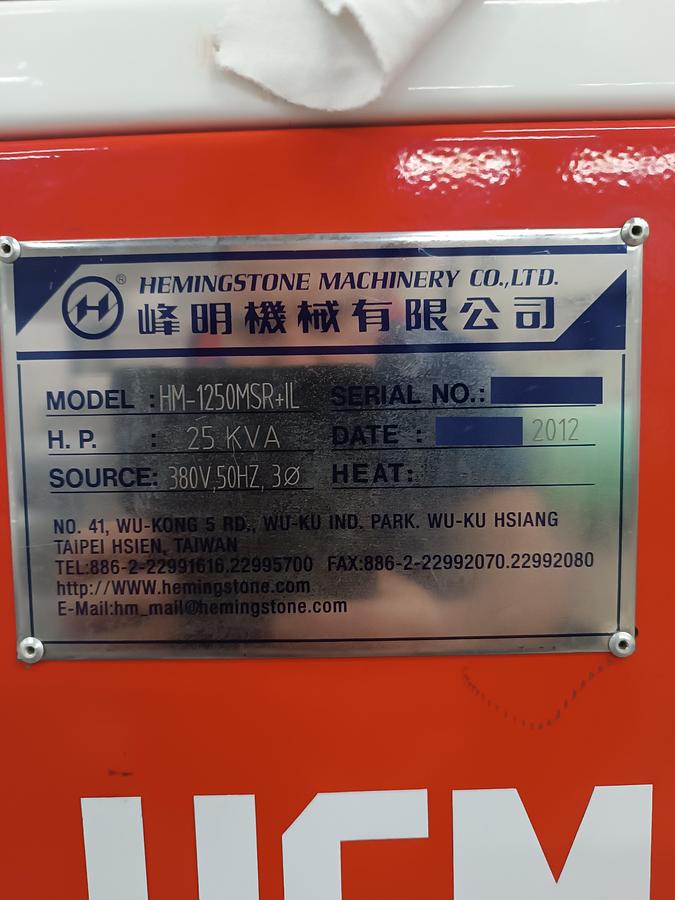 H ® HEMINGSTONE MACHINERY CO.,LTD.
峰明機械有限公司
MODEL : HM-1250MSR+IL SERIAL NO.:
H. P. : 25 KVA DATE : 2012
SOURCE: 380V,50HZ, 3Ø HEAT:
NO. 41, WU-KONG 5 RD., WU-KU IND. PARK. WU-KU HSIANG
TAIPEI HSIEN, TAIWAN
TEL:886-2-22991616.22995700 FAX:886-2-22992070.22992080
http://WWW.hemingstone.com
E-Mail:hm_mail@hemingstone.com